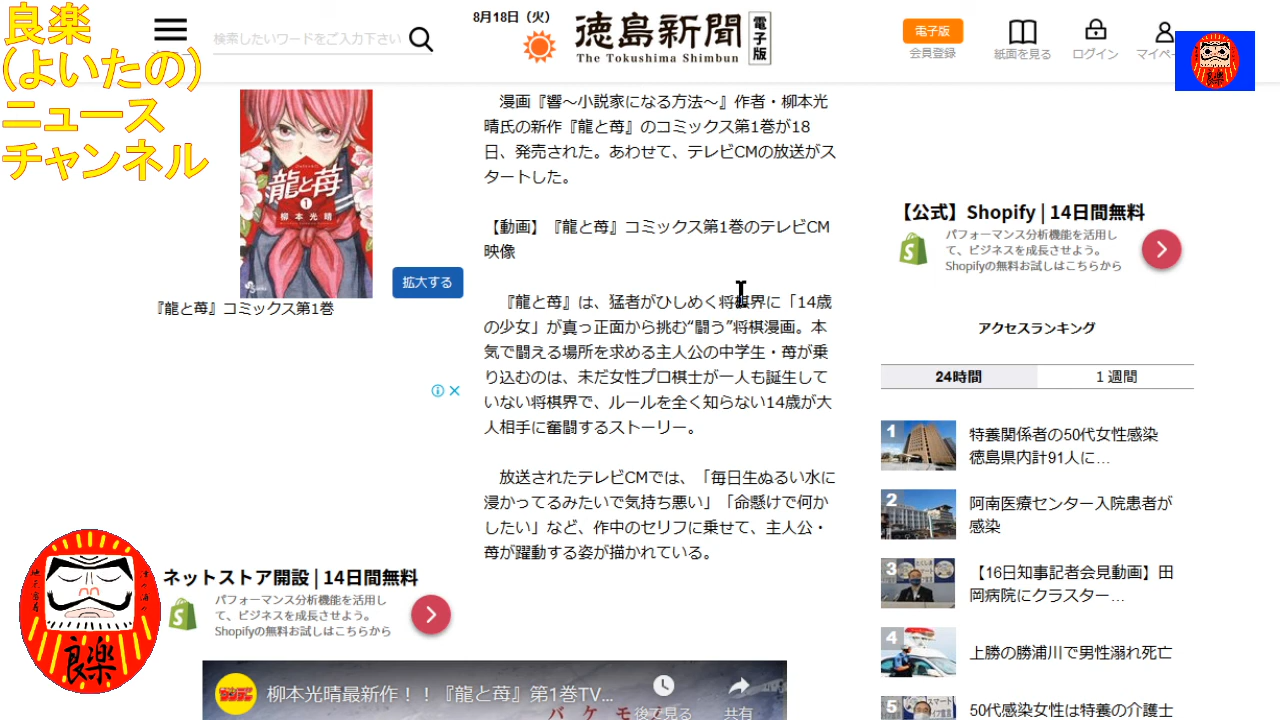 良楽
(よいたの)
ニュース
チャンネル
検索したいワードをご入力下さい
8月18日（火）
徳島新聞
電子版
The Tokushima Shimbun
電子版
会員登録
紙面を見る
ログイン
マイペー
良楽
龍と苺
1
柳本光晴
拡大する
『龍と苺』コミックス第1巻
漫画『響～小説家になる方法～』作者・柳本光
晴氏の新作『龍と苺』のコミックス第1巻が18
日、発売された。あわせて、テレビCMの放送がス
タートした。
【動画】『龍と苺』コミックス第1巻のテレビCM
映像
『龍と苺』は、猛者がひしめく将棋界に「14歳
の少女」が真っ正面から挑む“闘う”将棋漫画。本
気で闘える場所を求める主人公の中学生・苺が乗
り込むのは、未だ女性プロ棋士が一人も誕生して
いない将棋界で、ルールを全く知らない14歳が大
人相手に奮闘するストーリー。
放送されたテレビCMでは、「毎日生ぬるい水に
浸かってるみたいで気持ち悪い」「命懸けで何か
したい」など、作中のセリフに乗せて、主人公・
苺が躍動する姿が描かれている。
【公式】Shopify | 14日間無料
パフォーマンス分析機能を活用し
て、ビジネスを成長させよう。
Shopifyの無料お試しはこちらから
アクセスランキング
24時間
１週間
1
特養関係者の50代女性感染
徳島県内計91人に...
2
阿南医療センター入院患者が
感染
3
【16日知事記者会見動画】田
岡病院にクラスター...
4
上勝の勝浦川で男性溺れ死亡
5
50代感染女性は特養の介護士
良楽
ネットストア開設 | 14日間無料
パフォーマンス分析機能を活用し
て、ビジネスを成長させよう。
Shopifyの無料お試しはこちらから
柳本光晴最新作！！『龍と苺』第1巻TV...
バケモ
後で見る
共有